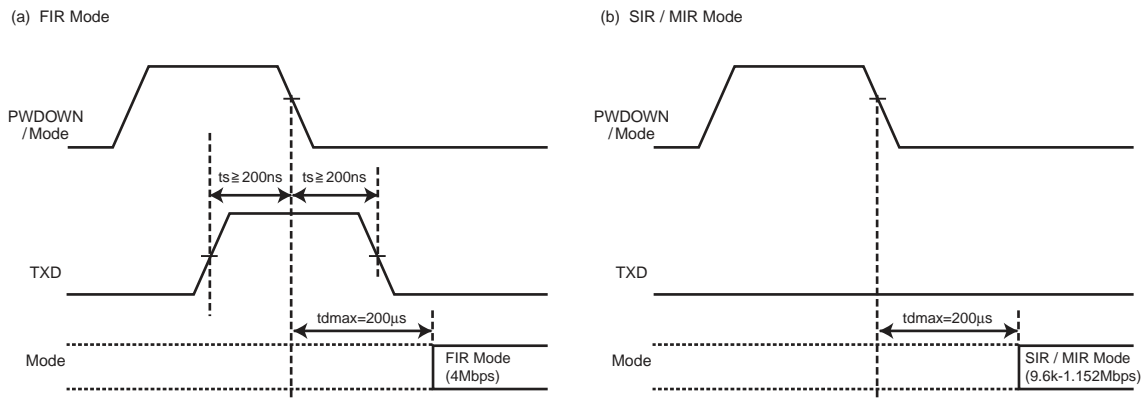 (a) FIR Mode
PWDOWN
/ Mode
ts≧200ns ts≧200ns
TXD
tdmax=200μs
Mode
FIR Mode
(4Mbps)
(b) SIR / MIR Mode
PWDOWN
/ Mode
TXD
tdmax=200μs
Mode
SIR / MIR Mode
(9.6k-1.152Mbps)